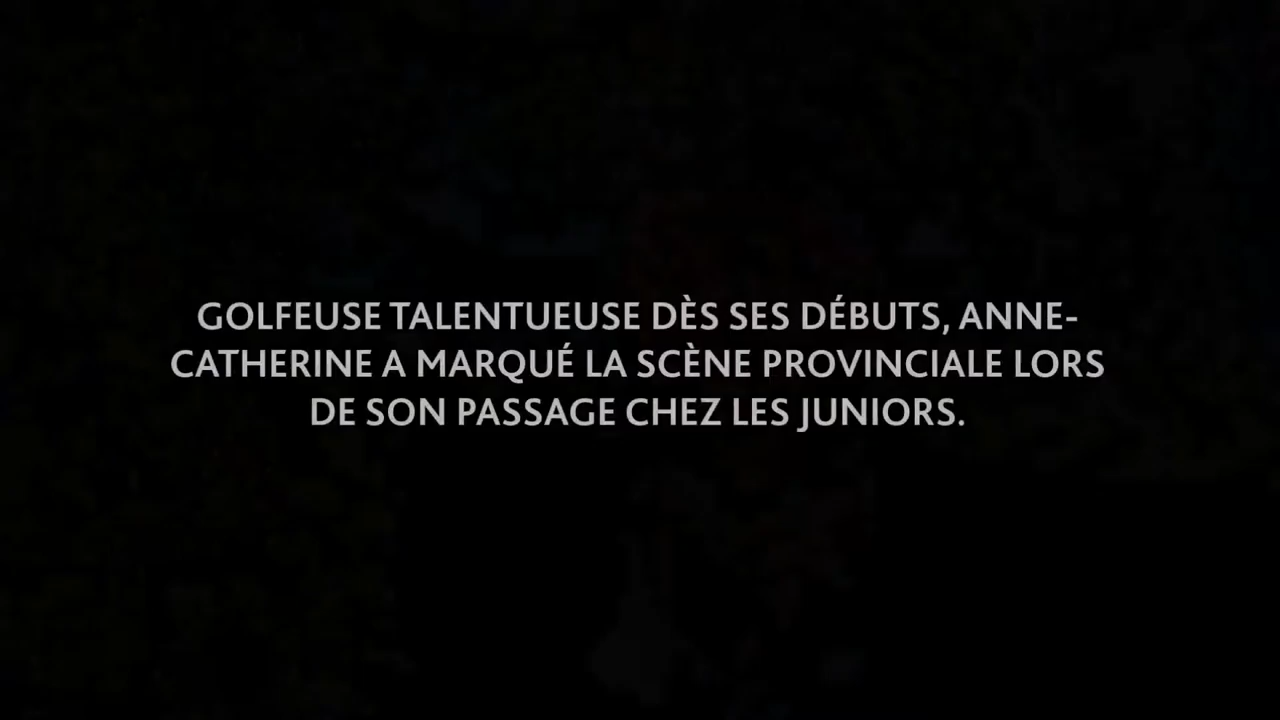 GOLFEUSE TALENTUEUSE DÈS SES DÉBUTS, ANNE-
CATHERINE A MARQUÉ LA SCÈNE PROVINCIALE LORS
DE SON PASSAGE CHEZ LES JUNIORS.